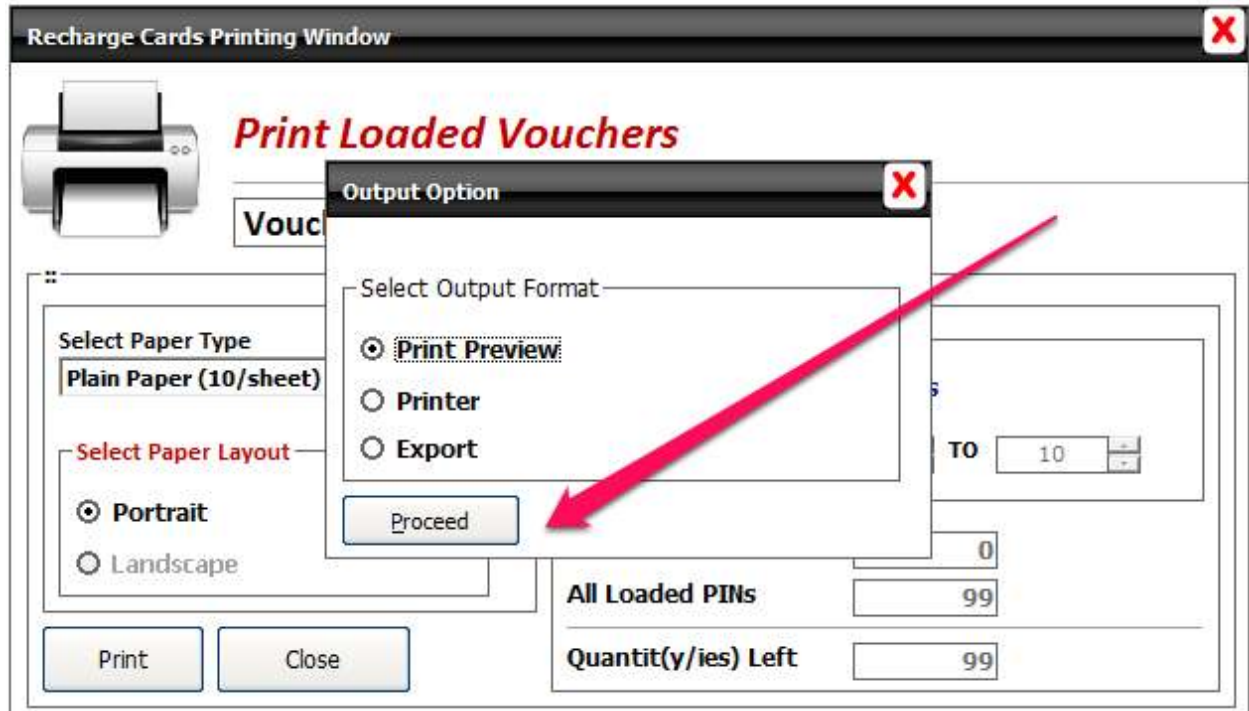 Recharge Cards Printing Window
Print Loaded Vouchers
Output Option
Select Output Format
Select Paper Type
Print Preview
Plain Paper (10/sheet)
Printer
Select Paper Layout
Export
TO 10
Portrait
Proceed
Landscape
0
All Loaded PINs 99
Print Close
Quantit(y/ies) Left 99